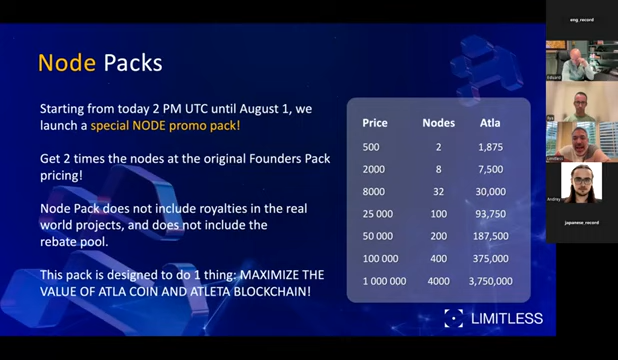 Node Packs
Starting from today 2 PM UTC until August 1, we
launch a special NODE promo pack!
Get 2 times the nodes at the original Founders Pack
pricing!
Node Pack does not include royalties in the real
world projects, and does not include the
rebate pool.
This pack is designed to do 1 thing: MAXIMIZE THE
VALUE OF ATLA COIN AND ATLETA BLOCKCHAIN!
Price Nodes Atla
500 2 1,875
2000 8 7,500
8000 32 30,000
25 000 100 93,750
50 000 200 187,500
100 000 400 375,000
1 000 000 4000 3,750,000
LIMITLESS
eng_record
Eduard
Ilya
Limitless
Andrey
japanese_record